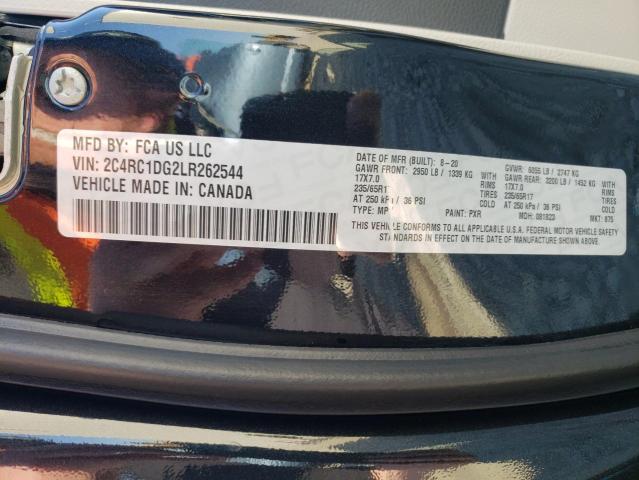 MFD BY: FCA US LLC
VIN: 2C4RC1DG2LR262544
VEHICLE MADE IN: CANADA
DATE OF MFR (BUILT): 8-20 GVWR: 6055 LB / 2747 KG
GAWR FRONT: 2950 LB / 1339 KG WITH GAWR REAR: 3200 LB / 1452 KG WITH
17X7.0 RIMS 17X7.0 RIMS
235/65R17 TIRES 235/65R17 TIRES
AT 250 kPa / 36 PSI COLD AT 250 kPa / 36 PSI COLD
TYPE: MP PAINT: PXR MDH: 081823 MKT: 875
THIS VEHICLE CONFORMS TO ALL APPLICABLE U.S.A. FEDERAL MOTOR VEHICLE SAFETY
STANDARDS IN EFFECT ON THE DATE OF MANUFACTURE SHOWN ABOVE.